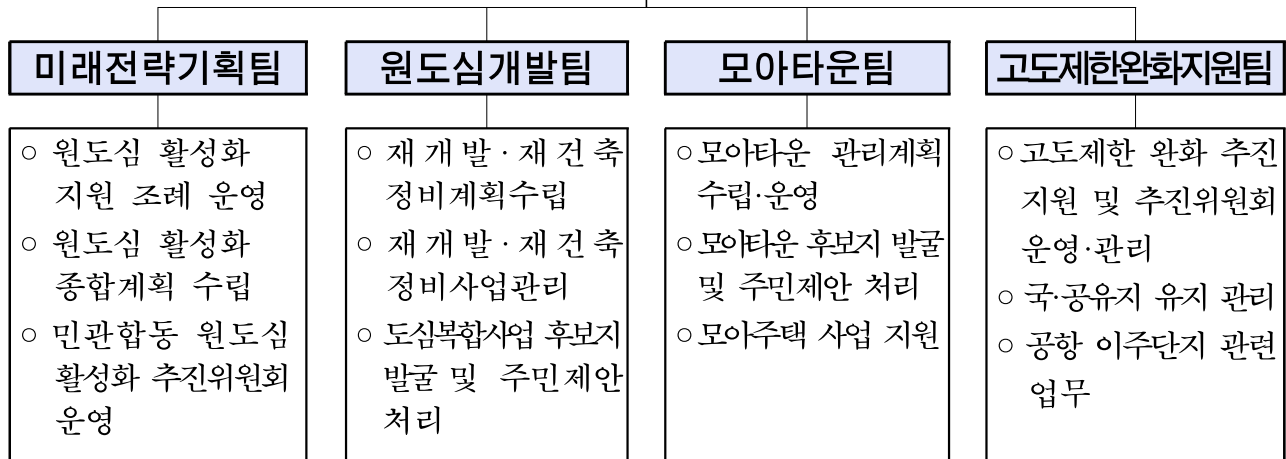 미래전략기획팀
○ 원도심 활성화
지원 조례 운영
○ 원도심 활성화
종합계획 수립
○ 민관합동 원도심
활성화 추진위원회
운영
원도심개발팀
○ 재개발·재건축
정비계획수립
○ 재개발·재건축
정비사업관리
○ 도심복합사업 후보지
발굴 및 주민제안
처리
모아타운팀
○ 모아타운 관리계획
수립·운영
○ 모아타운 후보지 발굴
및 주민제안 처리
○ 모아주택 사업 지원
고도제한완화지원팀
○ 고도제한 완화 추진
지원 및 추진위원회
운영·관리
○ 국·공유지 유지 관리
○ 공항 이주단지 관련
업무